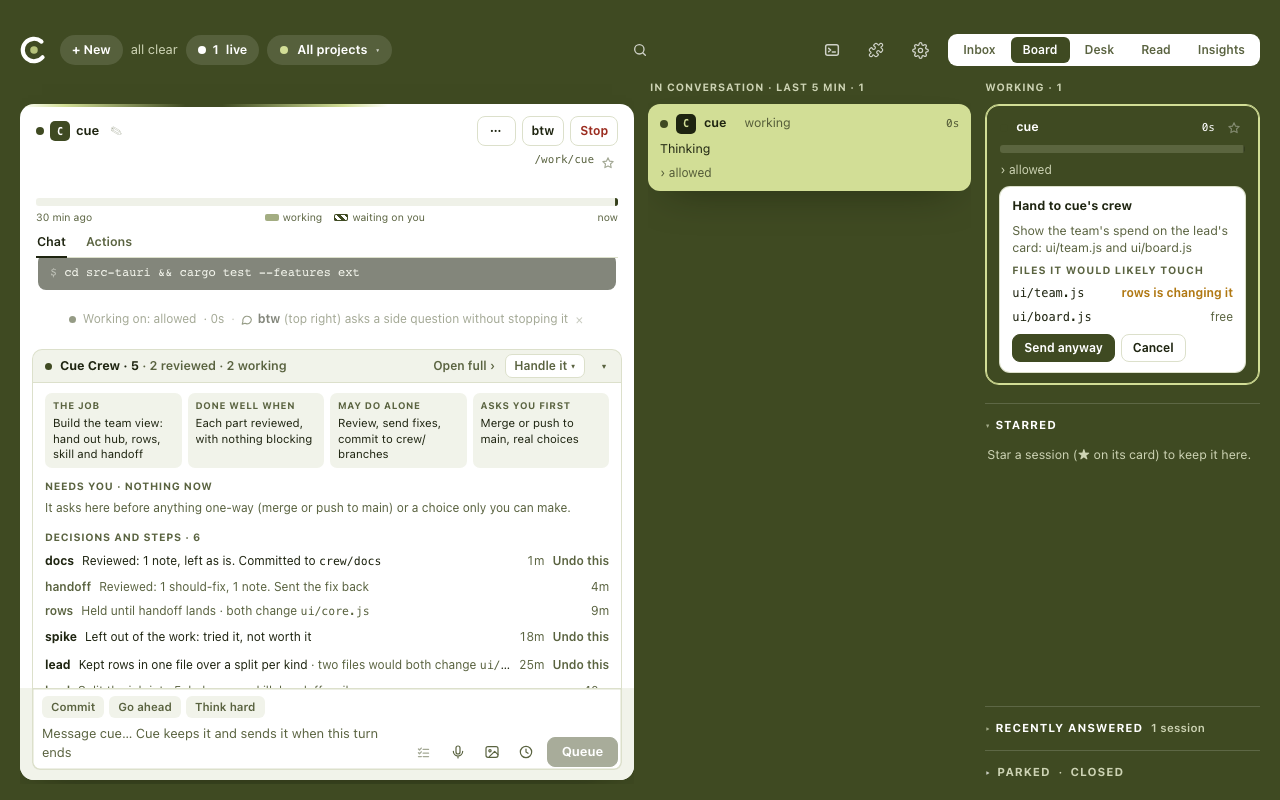 + New
all clear
1 live
All projects
Inbox
Board
Desk
Read
Insights
C cue
...
btw
Stop
/work/cue
30 min ago
working
waiting on you
now
Chat
Actions
$ cd src-tauri && cargo test --features ext
Working on: allowed · 0s · btw (top right) asks a side question without stopping it ×
Cue Crew · 5 · 2 reviewed · 2 working
Open full ›
Handle it ▾
THE JOB
Build the team view:
hand out hub, rows,
skill and handoff
DONE WELL WHEN
Each part reviewed,
with nothing blocking
MAY DO ALONE
Review, send fixes,
commit to crew/
branches
ASKS YOU FIRST
Merge or push to
main, real choices
NEEDS YOU · NOTHING NOW
It asks here before anything one-way (merge or push to main) or a choice only you can make.
DECISIONS AND STEPS · 6
docs Reviewed: 1 note, left as is. Committed to crew/docs 1m Undo this
handoff Reviewed: 1 should-fix, 1 note. Sent the fix back 4m
rows Held until handoff lands · both change ui/core.js 9m
spike Left out of the work: tried it, not worth it 18m Undo this
lead Kept rows in one file over a split per kind · two files would both change ui/… 25m Undo this
Commit
Go ahead
Think hard
Message cue… Cue keeps it and sends it when this turn
ends
Queue
IN CONVERSATION · LAST 5 MIN · 1
C cue working 0s
Thinking
› allowed
WORKING · 1
cue 0s
› allowed
Hand to cue's crew
Show the team's spend on the lead's
card: ui/team.js and ui/board.js
FILES IT WOULD LIKELY TOUCH
ui/team.js rows is changing it
ui/board.js free
Send anyway
Cancel
STARRED
Star a session (★ on its card) to keep it here.
RECENTLY ANSWERED 1 session
PARKED · CLOSED